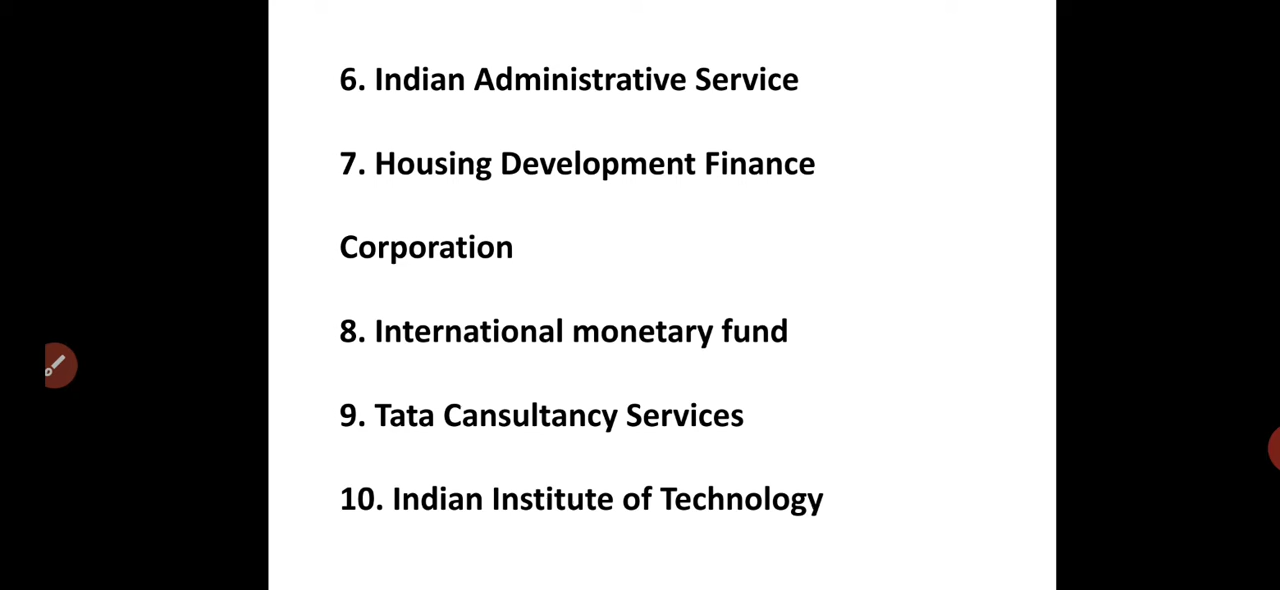 6. Indian Administrative Service
7. Housing Development Finance
Corporation
8. International monetary fund
9. Tata Cansultancy Services
10. Indian Institute of Technology